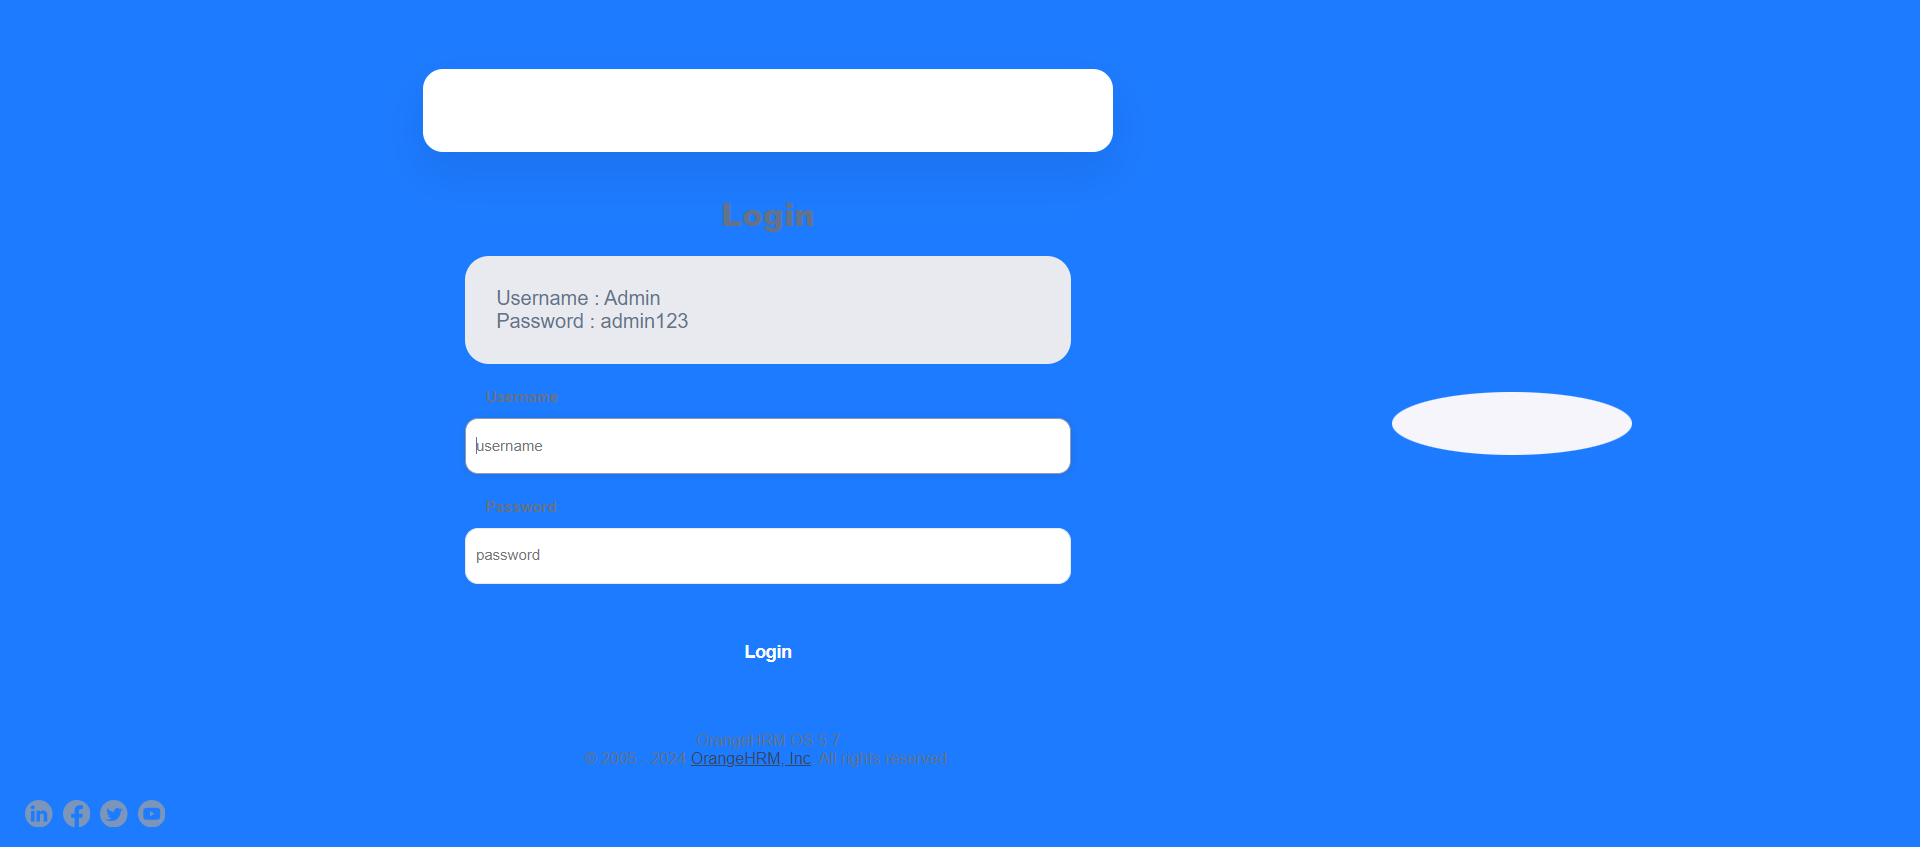 Login
Username : Admin
Password : admin123
Username
username
Password
password
Login
OrangeHRM OS 5.7
© 2005 - 2024 OrangeHRM, Inc. All rights reserved.